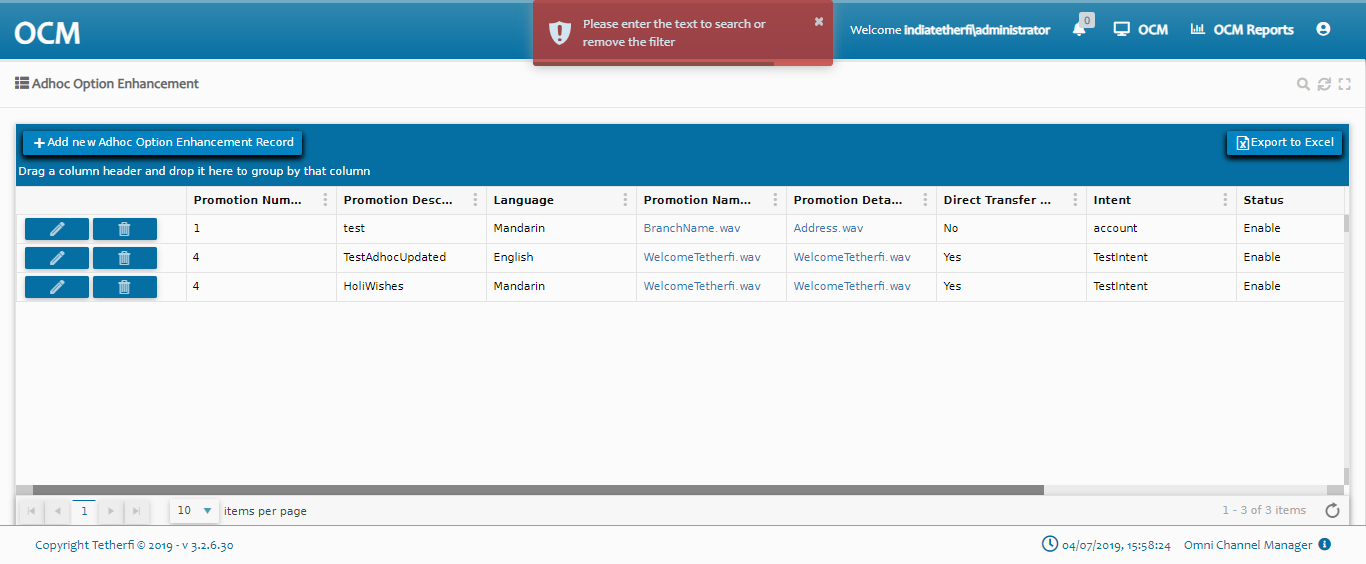 OCM
Please enter the text to search or
remove the filter
Welcome indiatetherfi\administrator
0
OCM
OCM Reports
Adhoc Option Enhancement
Add new Adhoc Option Enhancement Record
Export to Excel
Drag a column header and drop it here to group by that column
Promotion Num... Promotion Desc... Language Promotion Nam... Promotion Deta... Direct Transfer ... Intent Status
1 test Mandarin BranchName.wav Address.wav No account Enable
4 TestAdhocUpdated English WelcomeTetherfi.wav WelcomeTetherfi.wav Yes TestIntent Enable
4 HoliWishes Mandarin WelcomeTetherfi.wav WelcomeTetherfi.wav Yes TestIntent Enable
1 10 items per page 1 - 3 of 3 items
Copyright Tetherfi © 2019 - v 3.2.6.30 04/07/2019, 15:58:24 Omni Channel Manager